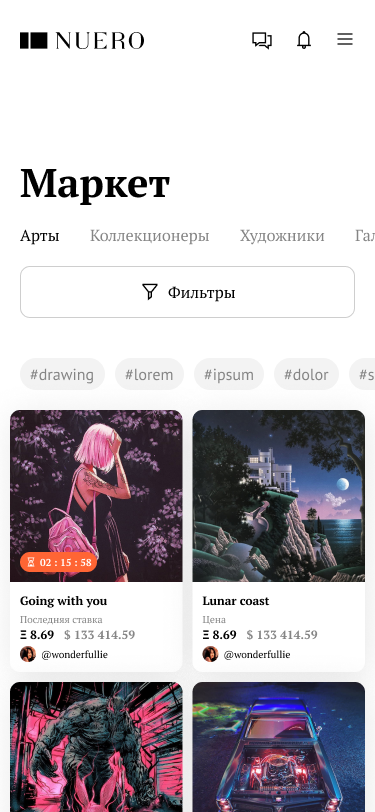 NUERO
Маркет
Арты Коллекционеры Художники Гал
Фильтры
#drawing #lorem #ipsum #dolor #s
02 : 15 : 58
Going with you
Последняя ставка
Ξ 8.69 $ 133 414.59
@wonderfullie
Lunar coast
Цена
Ξ 8.69 $ 133 414.59
@wonderfullie